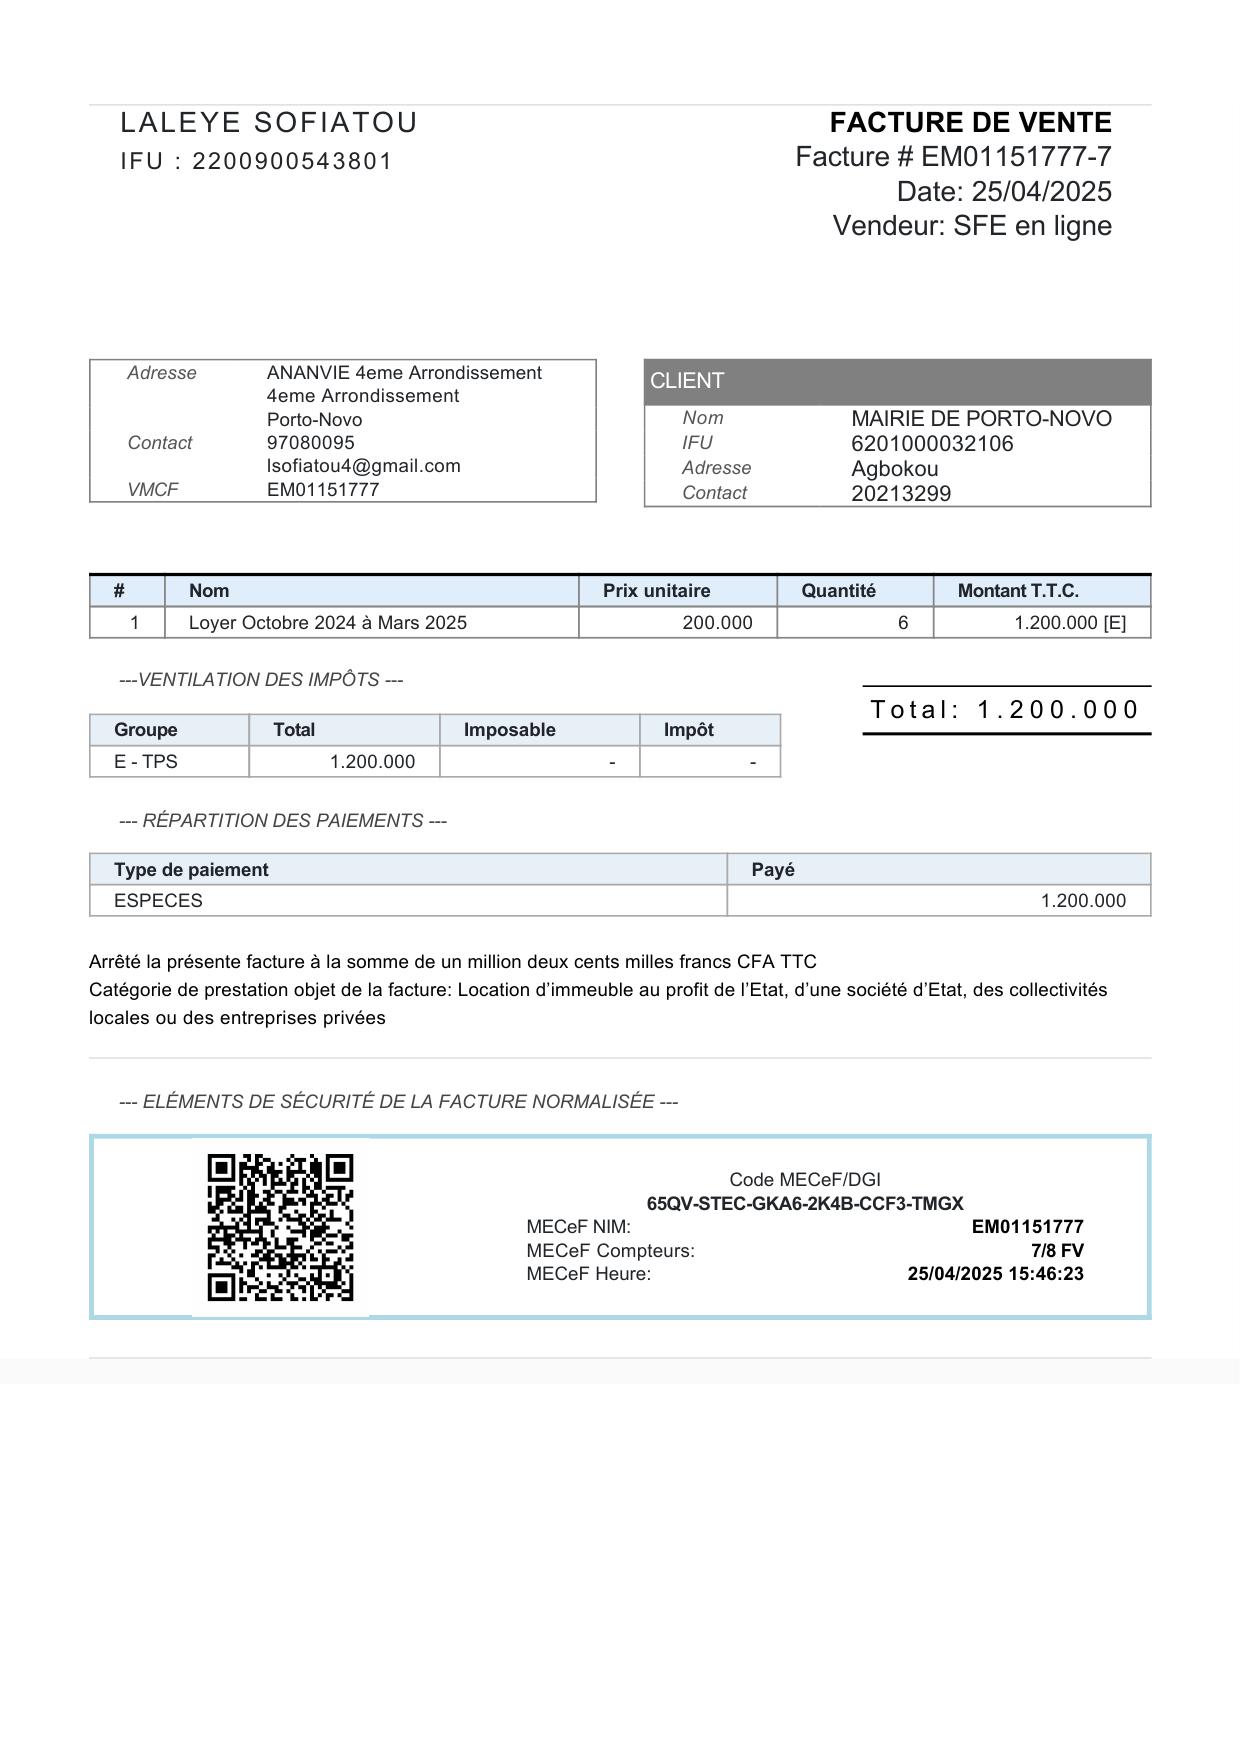 LALEYE SOFIATOU
IFU : 2200900543801
FACTURE DE VENTE
Facture # EM01151777-7
Date: 25/04/2025
Vendeur: SFE en ligne
Adresse ANANVIE 4eme Arrondissement
4eme Arrondissement
Porto-Novo
Contact 97080095
lsofiatou4@gmail.com
VMCF EM01151777
CLIENT
Nom MAIRIE DE PORTO-NOVO
IFU 6201000032106
Adresse Agbokou
Contact 20213299
# Nom Prix unitaire Quantité Montant T.T.C.
1 Loyer Octobre 2024 à Mars 2025 200.000 6 1.200.000 [E]
---VENTILATION DES IMPÔTS ---
Total: 1.200.000
Groupe Total Imposable Impôt
E - TPS 1.200.000 - -
--- RÉPARTITION DES PAIEMENTS ---
Type de paiement Payé
ESPECES 1.200.000
Arrêté la présente facture à la somme de un million deux cents milles francs CFA TTC
Catégorie de prestation objet de la facture: Location d’immeuble au profit de l’Etat, d’une société d’Etat, des collectivités
locales ou des entreprises privées
--- ELÉMENTS DE SÉCURITÉ DE LA FACTURE NORMALISÉE ---
Code MECeF/DGI
65QV-STEC-GKA6-2K4B-CCF3-TMGX
MECeF NIM: EM01151777
MECeF Compteurs: 7/8 FV
MECeF Heure: 25/04/2025 15:46:23